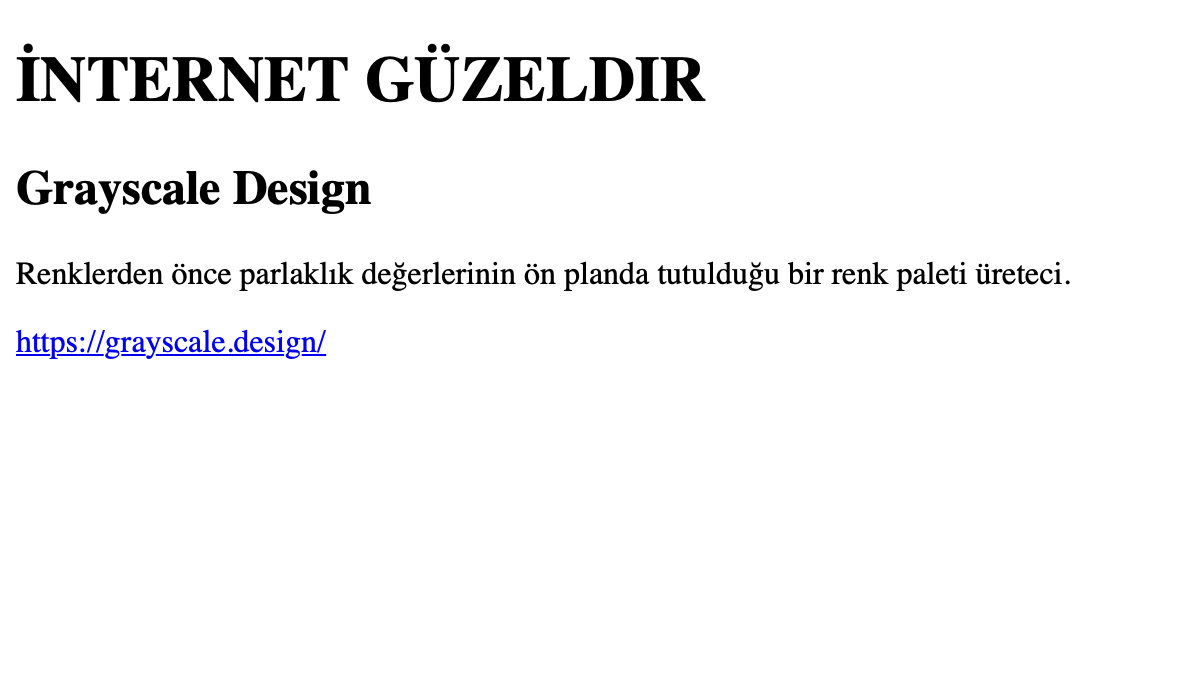 İNTERNET GÜZELDIR
Grayscale Design
Renklerden önce parlaklık değerlerinin ön planda tutulduğu bir renk paleti üreteci.
https://grayscale.design/